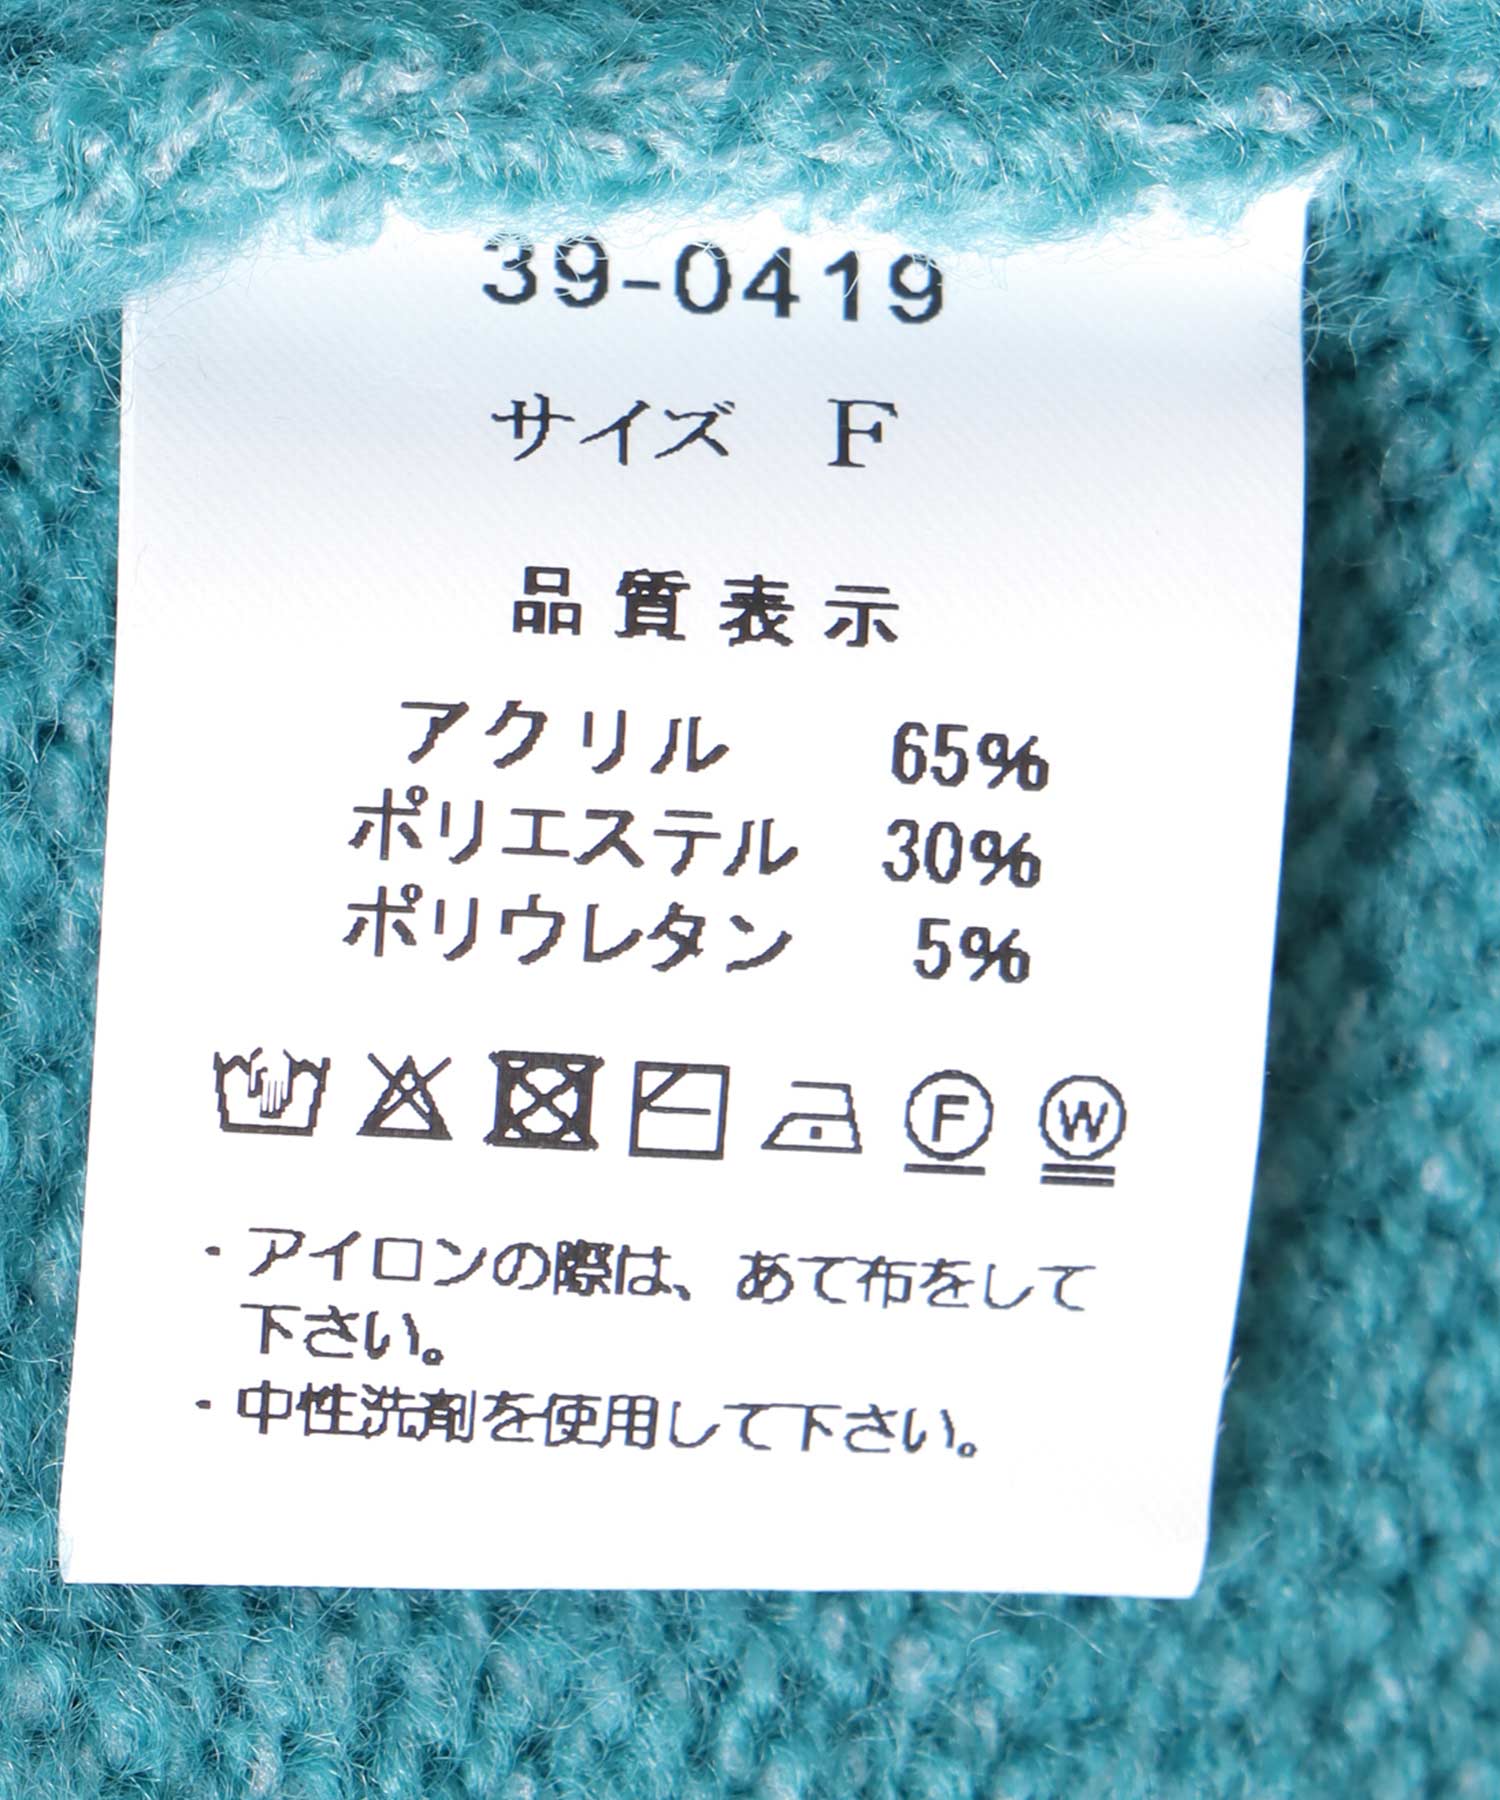 39-0419
サイズ F
品質表示
アクリル 65%
ポリエステル 30%
ポリウレタン 5%
F W
・アイロンの際は、あて布をして
下さい。
・中性洗剤を使用して下さい。